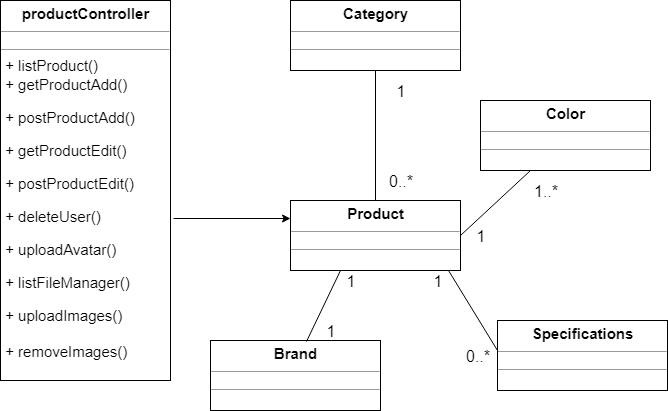 productController
+ listProduct()
+ getProductAdd()
+ postProductAdd()
+ getProductEdit()
+ postProductEdit()
+ deleteUser()
+ uploadAvatar()
+ listFileManager()
+ uploadImages()
+ removeImages()
Category
1
0..*
Color
1..*
1
Product
1
1
1
0..*
Brand
Specifications